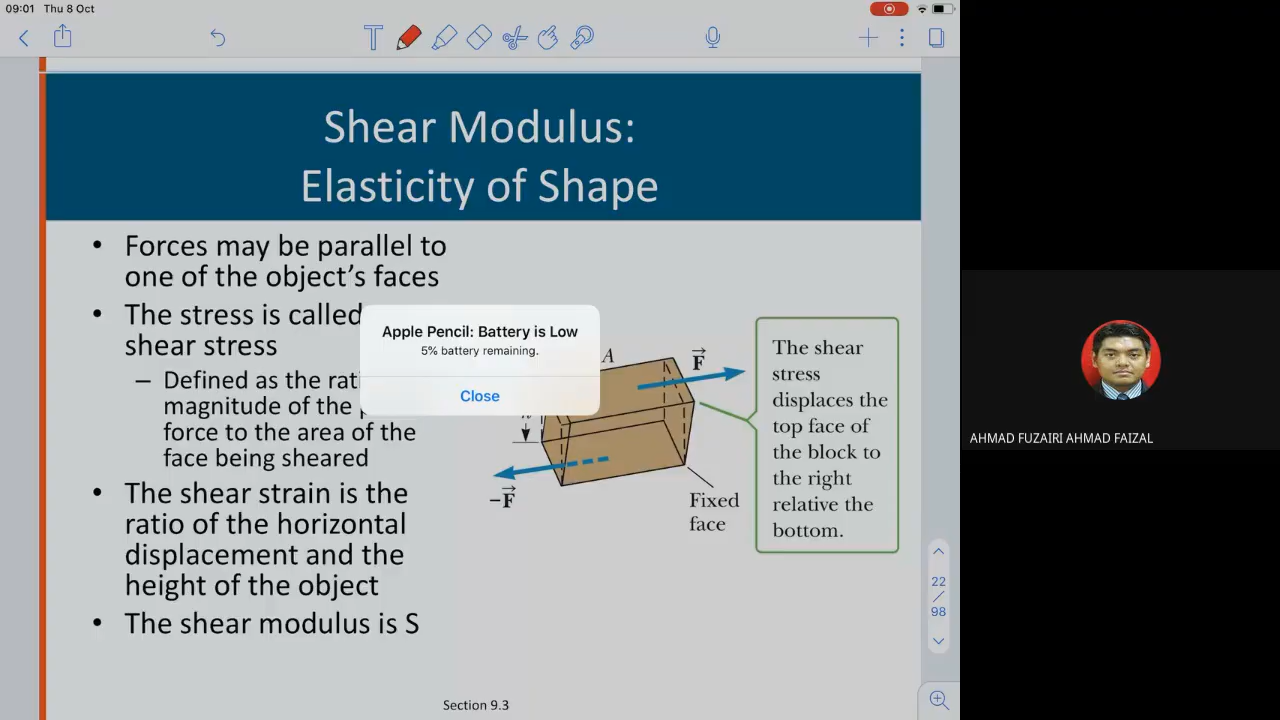 09:01 Thu 8 Oct
Shear Modulus:
Elasticity of Shape
• Forces may be parallel to
one of the object's faces
• The stress is called
shear stress
– Defined as the
magnitude of the
force to the area of the
face being sheared
• The shear strain is the
ratio of the horizontal
displacement and the
height of the object
• The shear modulus is S
Apple Pencil: Battery is Low
5% battery remaining.
Close
A
F
−F
Fixed
face
The shear
stress
displaces the
top face of
the block to
the right
relative the
bottom.
22
/
98
Section 9.3
AHMAD FUZAIRI AHMAD FAIZAL